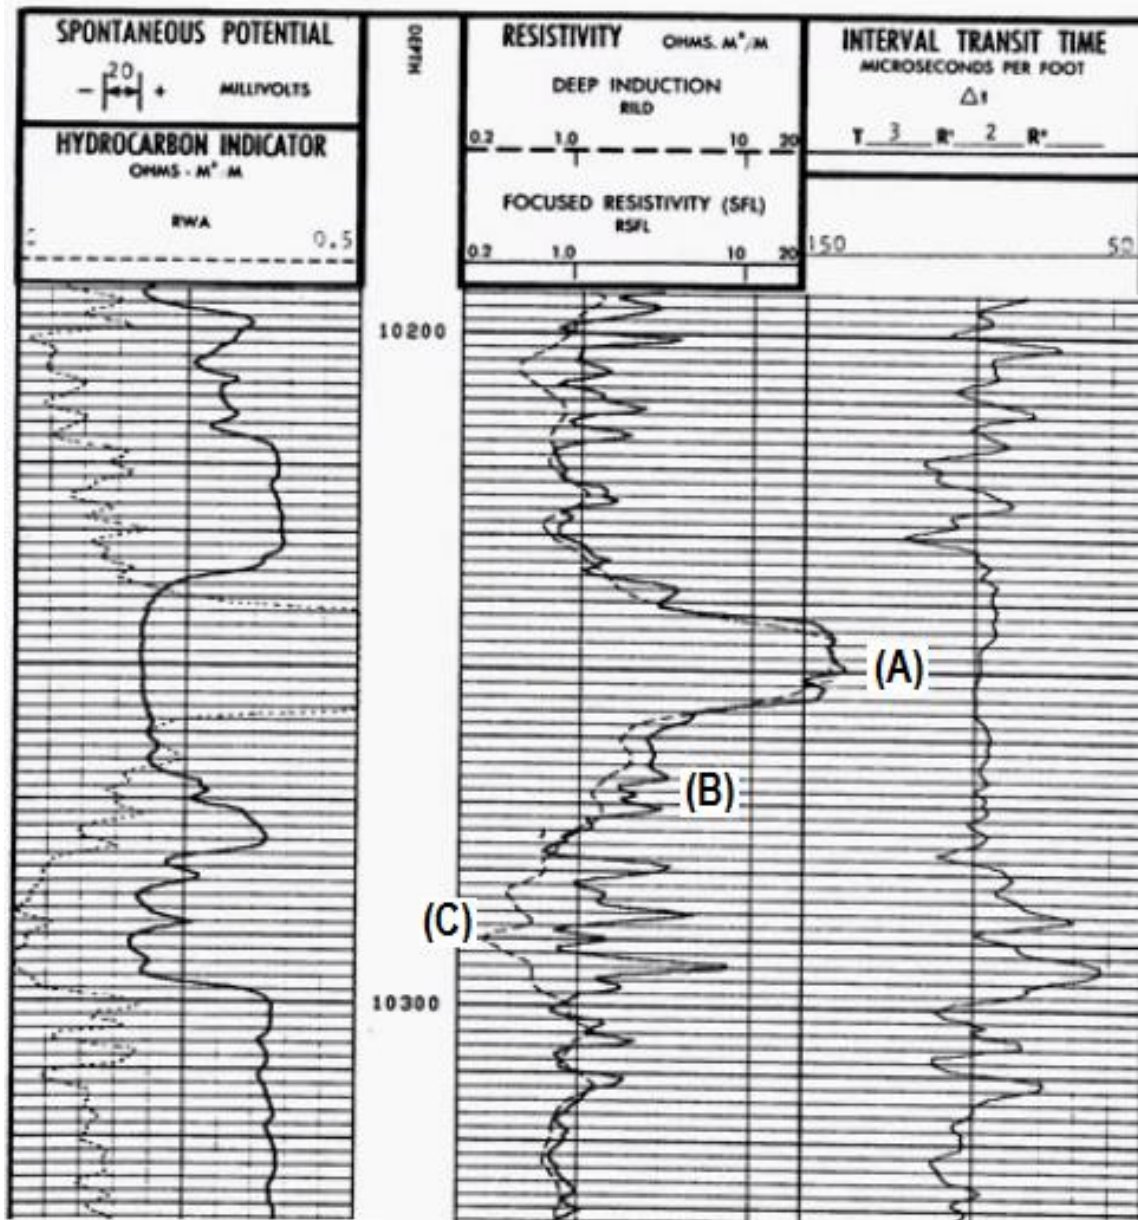 SPONTANEOUS POTENTIAL
20
- + MILLIVOLTS
HYDROCARBON INDICATOR
OHMS - M² M
RWA
0.5
DEPTH
RESISTIVITY OHMS. M²/M
DEEP INDUCTION
RILD
0.2 1.0 10 20
FOCUSED RESISTIVITY (SFL)
RSFL
0.2 1.0 10 20
INTERVAL TRANSIT TIME
MICROSECONDS PER FOOT
Δt
T 3 R' 2 R"
150 50
10200
(A)
(B)
(C)
10300